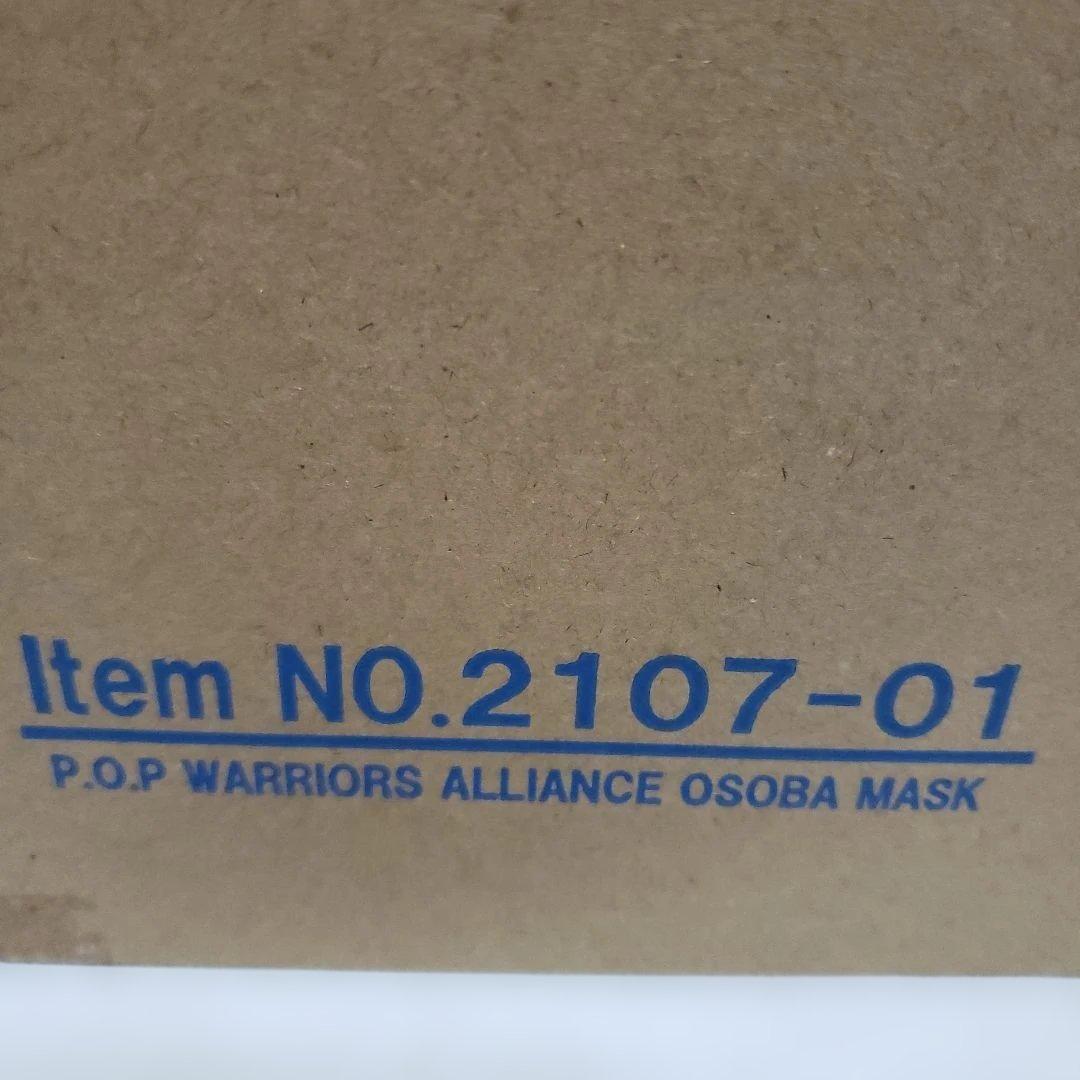 Item NO.2107-01
P.O.P WARRIORS ALLIANCE OSOBA MASK